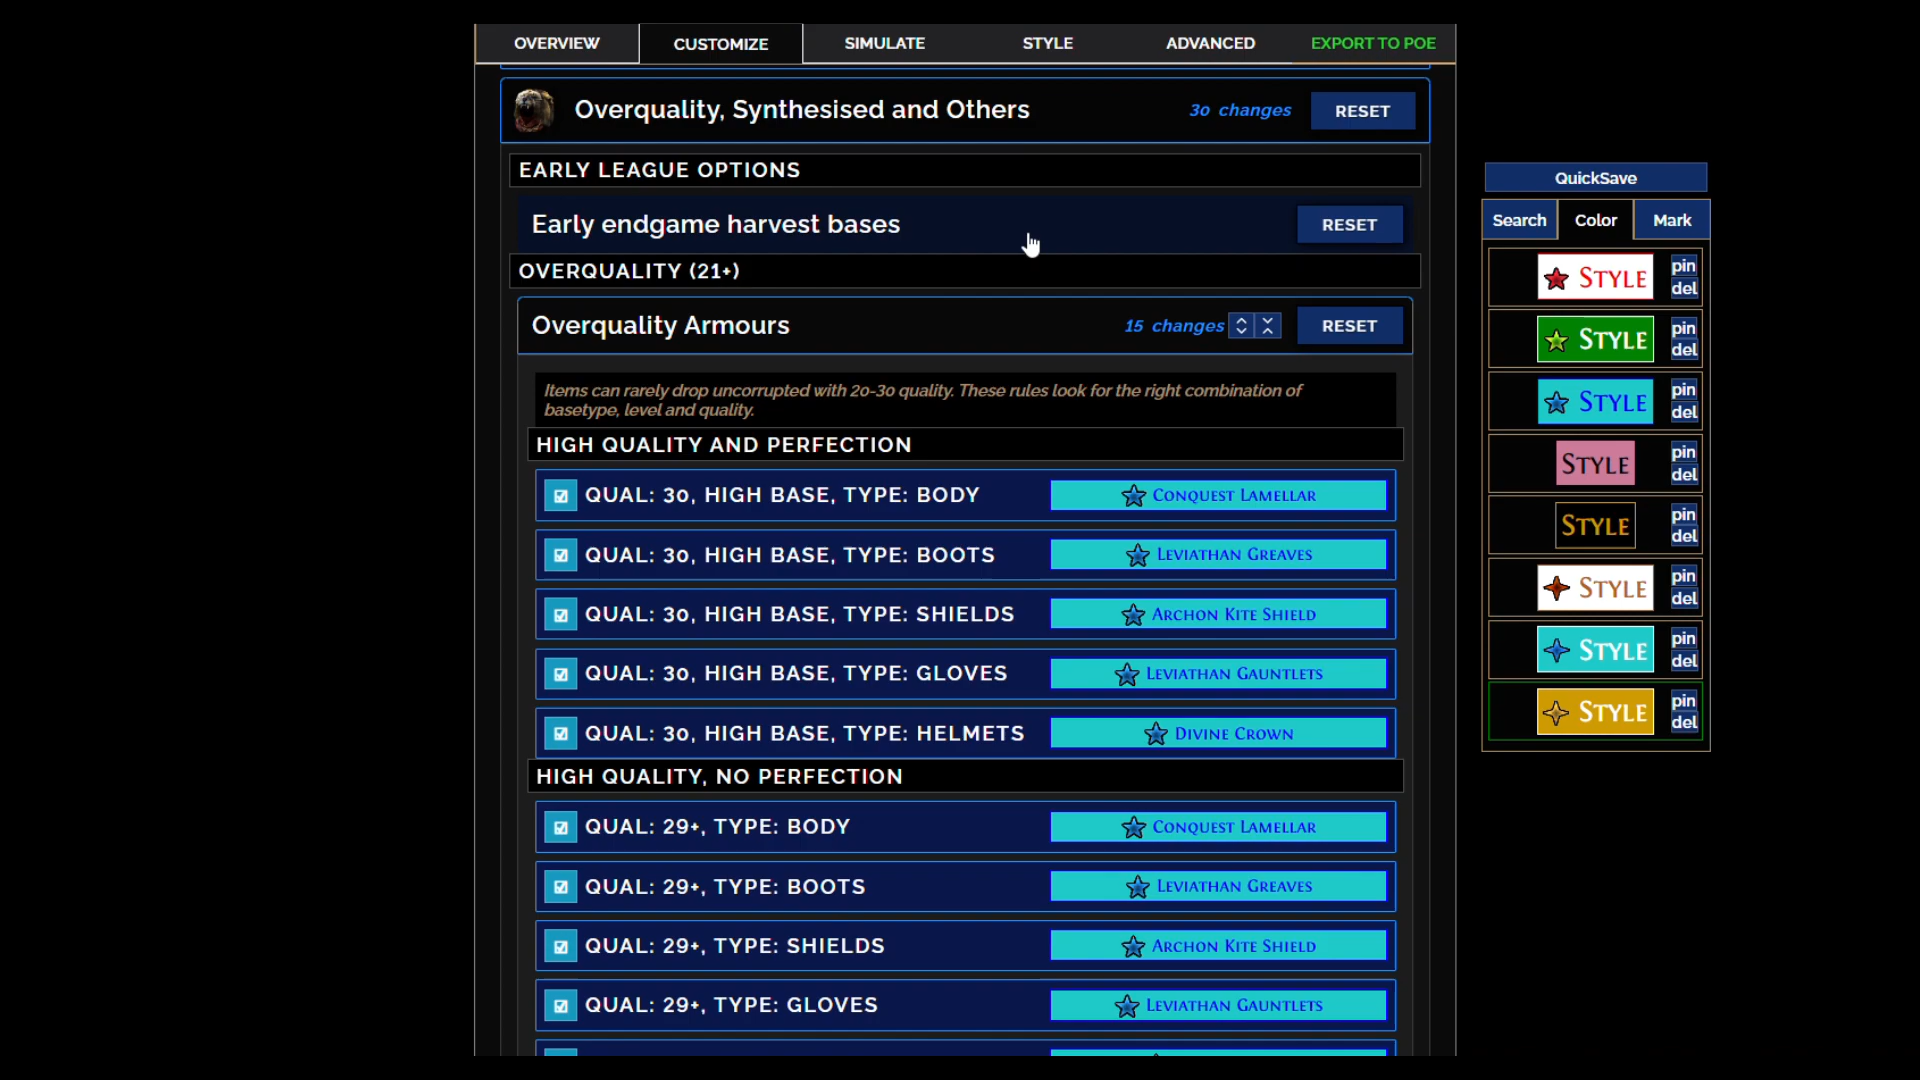 OVERVIEW CUSTOMIZE SIMULATE STYLE ADVANCED EXPORT TO POE
Overquality, Synthesised and Others 30 changes RESET
EARLY LEAGUE OPTIONS
Early endgame harvest bases RESET
OVERQUALITY (21+)
Overquality Armours 15 changes RESET
Items can rarely drop uncorrupted with 20-30 quality. These rules look for the right combination of
basetype, level and quality.
HIGH QUALITY AND PERFECTION
QUAL: 30, HIGH BASE, TYPE: BODY Conquest Lamellar
QUAL: 30, HIGH BASE, TYPE: BOOTS Leviathan Greaves
QUAL: 30, HIGH BASE, TYPE: SHIELDS Archon Kite Shield
QUAL: 30, HIGH BASE, TYPE: GLOVES Leviathan Gauntlets
QUAL: 30, HIGH BASE, TYPE: HELMETS Divine Crown
HIGH QUALITY, NO PERFECTION
QUAL: 29+, TYPE: BODY Conquest Lamellar
QUAL: 29+, TYPE: BOOTS Leviathan Greaves
QUAL: 29+, TYPE: SHIELDS Archon Kite Shield
QUAL: 29+, TYPE: GLOVES Leviathan Gauntlets
QuickSave
Search Color Mark
Style pin
del
Style pin
del
Style pin
del
Style pin
del
Style pin
del
Style pin
del
Style pin
del
Style pin
del